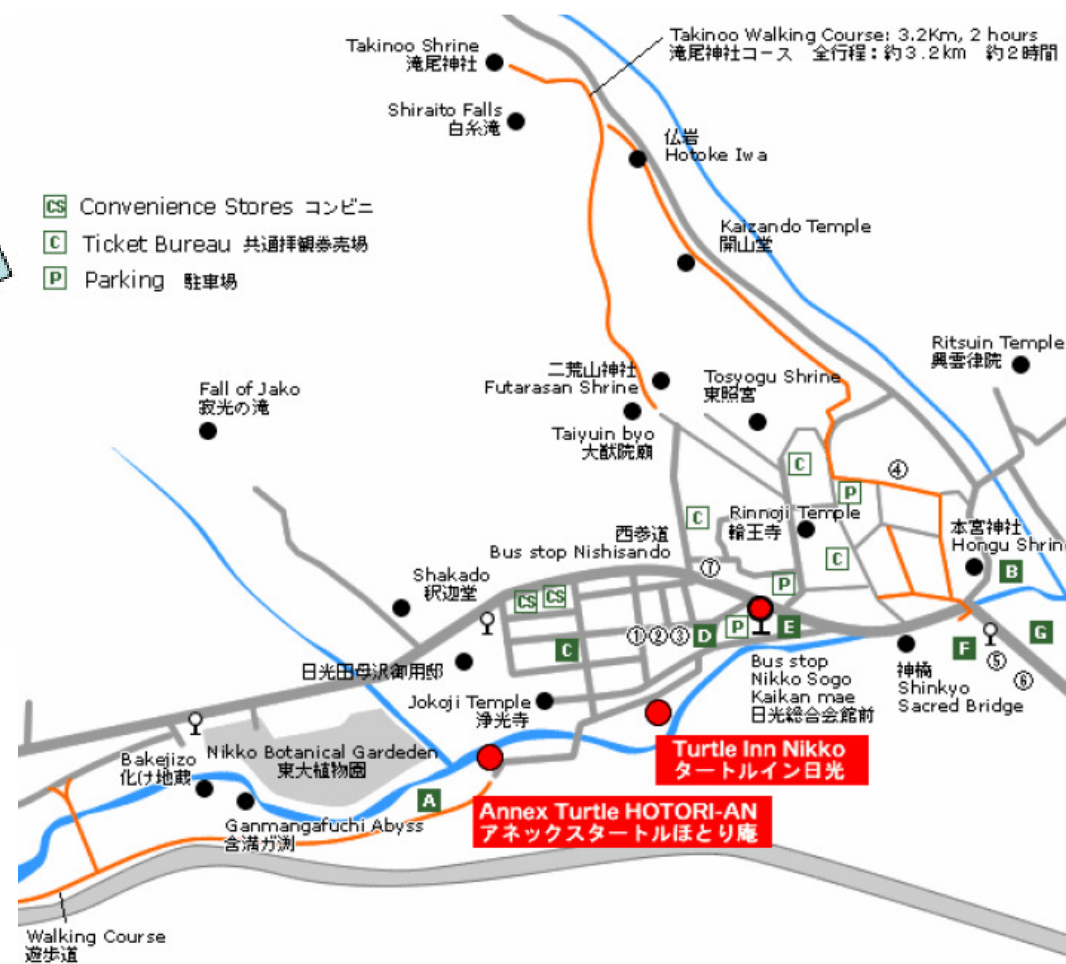 Takinoo Walking Course: 3.2Km, 2 hours
滝尾神社コース 全行程：約３.２ｋｍ 約２時間
Takinoo Shrine
滝尾神社
Shiraito Falls
白糸滝
仏岩
Hotoke Iwa
CS Convenience Stores コンビニ
C Ticket Bureau 共通拝観券売場
P Parking 駐車場
Kaizando Temple
開山堂
Ritsuin Temple
興雲律院
二荒山神社
Futarasan Shrine
Tosyogu Shrine
東照宮
Fall of Jako
寂光の滝
Taiyuin byo
大猷院廟
C
④
P
C
Rinnoji Temple
輪王寺
西参道
Bus stop Nishisando
本宮神社
Hongu Shrin
C
⑦
B
Shakado
釈迦堂
P
CS
CS
①②③
D
P
E
G
F
C
⑤
⑥
日光田母沢御用邸
Bus stop
Nikko Sogo
Kaikan mae
日光総合会館前
神橋
Shinkyo
Sacred Bridge
Jokoji Temple
浄光寺
Turtle Inn Nikko
タートルイン日光
Bakejizo
化け地蔵
Nikko Botanical Gardeden
東大植物園
A
Annex Turtle HOTORI-AN
アネックスタートルほとり庵
Ganmangafuchi Abyss
含満ガ渕
Walking Course
遊歩道